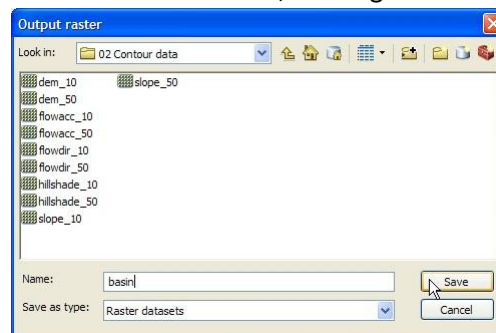 Output raster
Look in: 02 Contour data
dem_10 slope_50
dem_50
flowacc_10
flowacc_50
flowdir_10
flowdir_50
hillshade_10
hillshade_50
slope_10
Name: basin Save
Save as type: Raster datasets Cancel